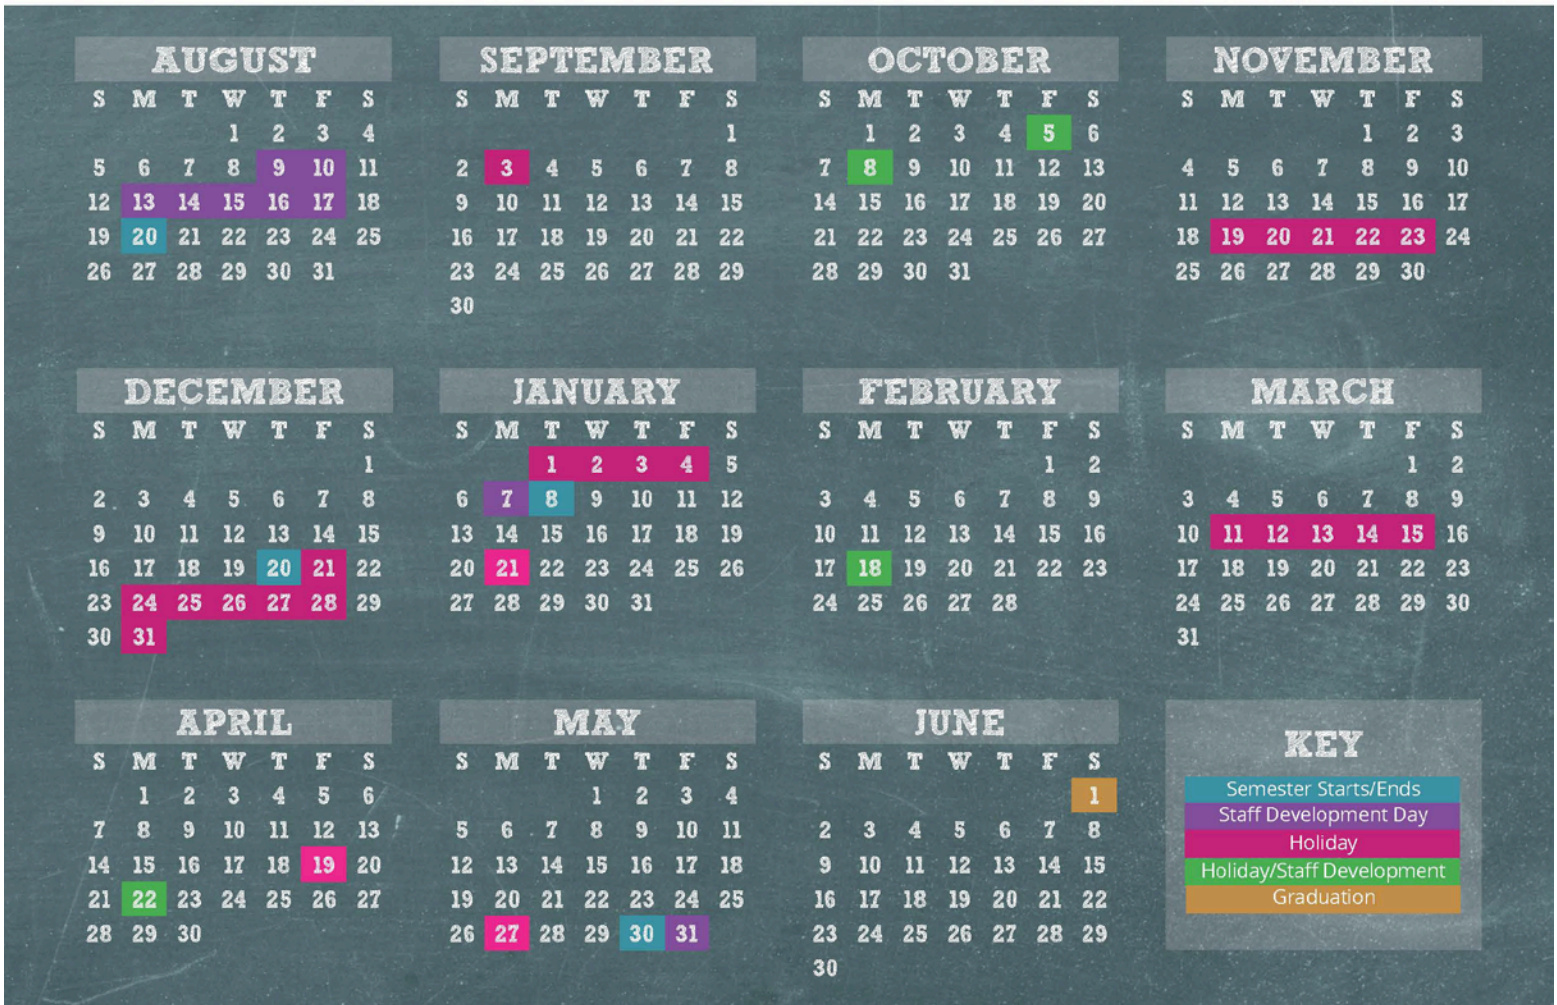 AUGUST
S M T W T F S
1 2 3 4
5 6 7 8 9 10 11
12 13 14 15 16 17 18
19 20 21 22 23 24 25
26 27 28 29 30 31
SEPTEMBER
S M T W T F S
1
2 3 4 5 6 7 8
9 10 11 12 13 14 15
16 17 18 19 20 21 22
23 24 25 26 27 28 29
30
OCTOBER
S M T W T F S
1 2 3 4 5 6
7 8 9 10 11 12 13
14 15 16 17 18 19 20
21 22 23 24 25 26 27
28 29 30 31
NOVEMBER
S M T W T F S
1 2 3
4 5 6 7 8 9 10
11 12 13 14 15 16 17
18 19 20 21 22 23 24
25 26 27 28 29 30
DECEMBER
S M T W T F S
1
2 3 4 5 6 7 8
9 10 11 12 13 14 15
16 17 18 19 20 21 22
23 24 25 26 27 28 29
30 31
JANUARY
S M T W T F S
1 2 3 4 5
6 7 8 9 10 11 12
13 14 15 16 17 18 19
20 21 22 23 24 25 26
27 28 29 30 31
FEBRUARY
S M T W T F S
1 2
3 4 5 6 7 8 9
10 11 12 13 14 15 16
17 18 19 20 21 22 23
24 25 26 27 28
MARCH
S M T W T F S
1 2
3 4 5 6 7 8 9
10 11 12 13 14 15 16
17 18 19 20 21 22 23
24 25 26 27 28 29 30
31
APRIL
S M T W T F S
1 2 3 4 5 6
7 8 9 10 11 12 13
14 15 16 17 18 19 20
21 22 23 24 25 26 27
28 29 30
MAY
S M T W T F S
1 2 3 4
5 6 7 8 9 10 11
12 13 14 15 16 17 18
19 20 21 22 23 24 25
26 27 28 29 30 31
JUNE
S M T W T F S
1
2 3 4 5 6 7 8
9 10 11 12 13 14 15
16 17 18 19 20 21 22
23 24 25 26 27 28 29
30
KEY
Semester Starts/Ends
Staff Development Day
Holiday
Holiday/Staff Development
Graduation